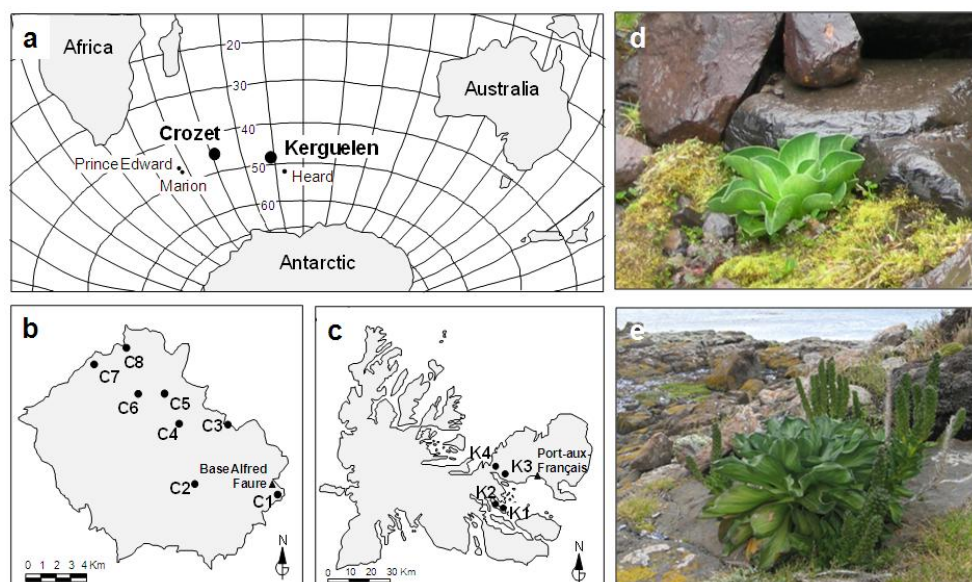 a
Africa
Australia
20
30
40
50
60
Crozet
Kerguelen
Prince Edward
Marion
Heard
Antarctic
b
C8
C7
C6
C5
C4
C3
Base Alfred
Faure
C2
C1
0 1 2 3 4 Km
N
c
K4
K3
Port-aux-
Français
K2
K1
0 10 20 30 Km
N
d
e